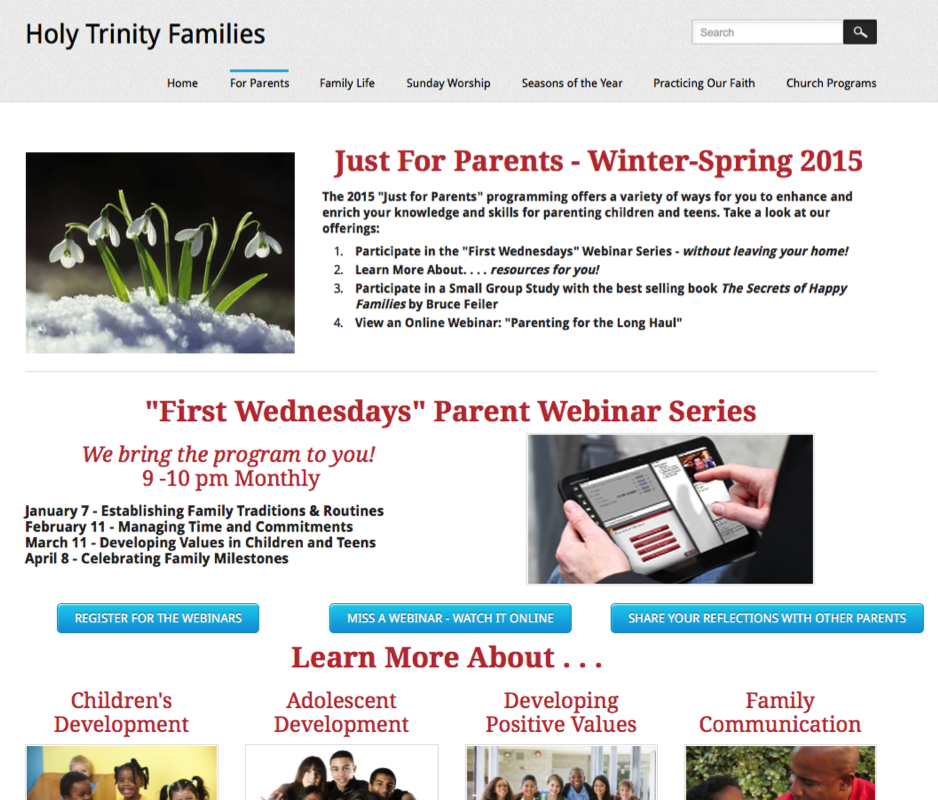 Holy Trinity Families
Search
Home
For Parents
Family Life
Sunday Worship
Seasons of the Year
Practicing Our Faith
Church Programs
Just For Parents - Winter-Spring 2015
The 2015 "Just for Parents" programming offers a variety of ways for you to enhance and
enrich your knowledge and skills for parenting children and teens. Take a look at our
offerings:
1. Participate in the "First Wednesdays" Webinar Series - without leaving your home!
2. Learn More About. . . . resources for you!
3. Participate in a Small Group Study with the best selling book The Secrets of Happy
Families by Bruce Feiler
4. View an Online Webinar: "Parenting for the Long Haul"
"First Wednesdays" Parent Webinar Series
We bring the program to you!
9 -10 pm Monthly
January 7 - Establishing Family Traditions & Routines
February 11 - Managing Time and Commitments
March 11 - Developing Values in Children and Teens
April 8 - Celebrating Family Milestones
REGISTER FOR THE WEBINARS
MISS A WEBINAR - WATCH IT ONLINE
SHARE YOUR REFLECTIONS WITH OTHER PARENTS
Learn More About . . .
Children's
Development
Adolescent
Development
Developing
Positive Values
Family
Communication